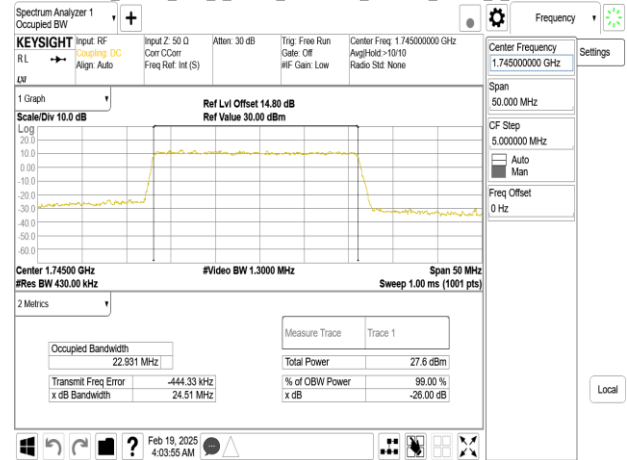 Spectrum Analyzer 1
Occupied BW
Frequency
KEYSIGHT
Input: RF
Coupling: DC
Align: Auto
Input Z: 50 Ω
Corr CCorr
Freq Ref: Int (S)
Atten: 30 dB
Trig: Free Run
Gate: Off
#IF Gain: Low
Center Freq: 1.745000000 GHz
Avg|Hold:>10/10
Radio Std: None
RL
LXI
Center Frequency
1.745000000 GHz
Settings
Span
50.000 MHz
CF Step
5.000000 MHz
Auto
Man
Freq Offset
0 Hz
1 Graph
Ref Lvl Offset 14.80 dB
Scale/Div 10.0 dB
Ref Value 30.00 dBm
Log
20.0
10.0
0.00
-10.0
-20.0
-30.0
-40.0
-50.0
-60.0
Center 1.74500 GHz
#Video BW 1.3000 MHz
Span 50 MHz
#Res BW 430.00 kHz
Sweep 1.00 ms (1001 pts)
2 Metrics
Measure Trace
Trace 1
Occupied Bandwidth
22.931 MHz
Total Power
27.6 dBm
Transmit Freq Error
-444.33 kHz
% of OBW Power
99.00 %
x dB Bandwidth
24.51 MHz
x dB
-26.00 dB
Local
Feb 19, 2025
4:03:55 AM